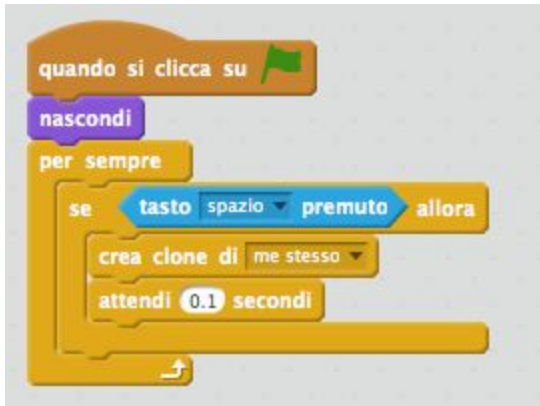 quando si clicca su
nascondi
per sempre
se tasto spazio premuto allora
crea clone di me stesso
attendi 0.1 secondi